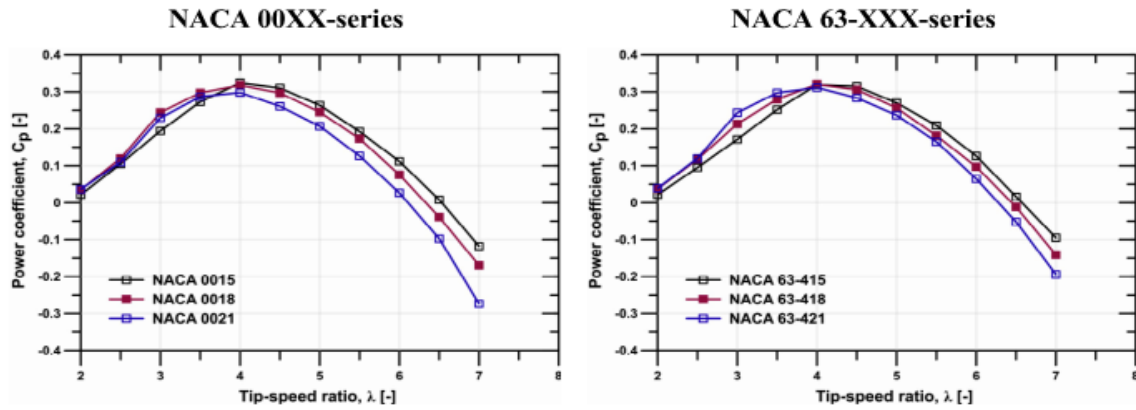 NACA 00XX-series
Power coefficient, Cp [-]
0.4
0.3
0.2
0.1
0
-0.1
-0.2
-0.3
-0.4
NACA 0015
NACA 0018
NACA 0021
2 3 4 5 6 7 8
Tip-speed ratio, λ [-]
NACA 63-XXX-series
Power coefficient, Cp [-]
0.4
0.3
0.2
0.1
0
-0.1
-0.2
-0.3
-0.4
NACA 63-415
NACA 63-418
NACA 63-421
2 3 4 5 6 7 8
Tip-speed ratio, λ [-]